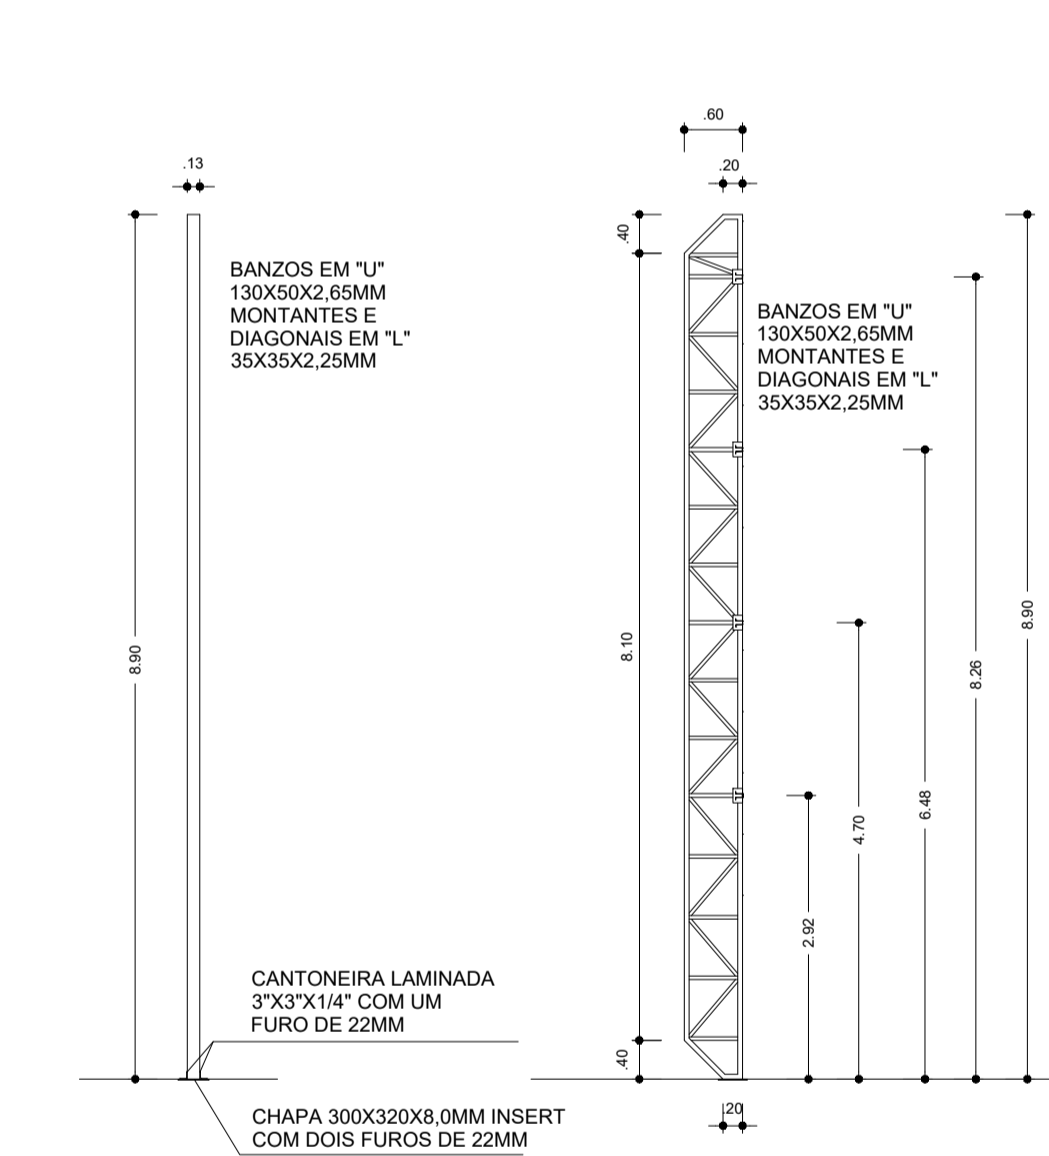 .60
.13
.20
.40
BANZOS EM "U"
130X50X2,65MM
MONTANTES E
DIAGONAIS EM "L"
35X35X2,25MM
BANZOS EM "U"
130X50X2,65MM
MONTANTES E
DIAGONAIS EM "L"
35X35X2,25MM
8.90
8.10
8.90
8.26
6.48
4.70
2.92
CANTONEIRA LAMINADA
3"X3"X1/4" COM UM
FURO DE 22MM
.40
CHAPA 300X320X8,0MM INSERT
COM DOIS FUROS DE 22MM
.20